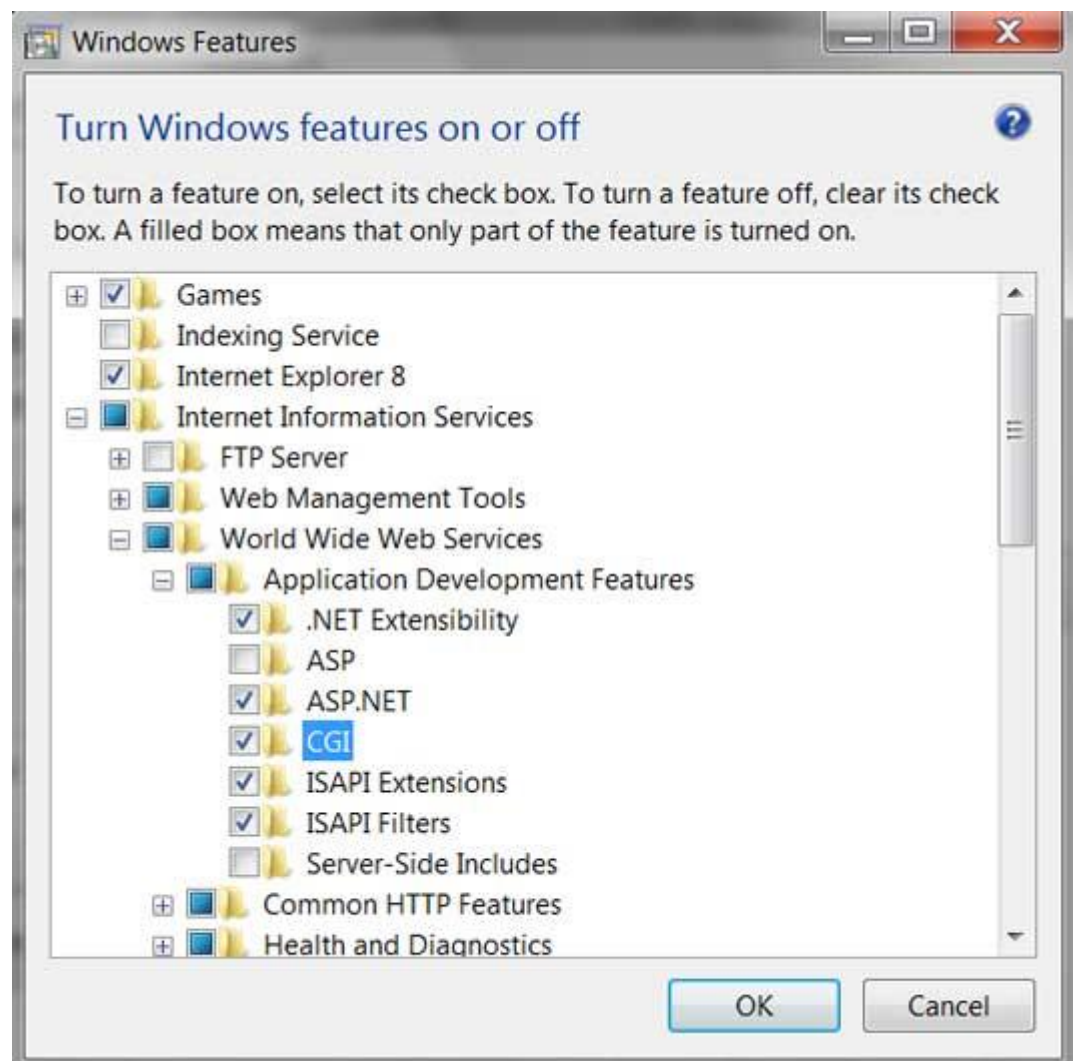 Windows Features
Turn Windows features on or off
To turn a feature on, select its check box. To turn a feature off, clear its check
box. A filled box means that only part of the feature is turned on.
Games
Indexing Service
Internet Explorer 8
Internet Information Services
FTP Server
Web Management Tools
World Wide Web Services
Application Development Features
.NET Extensibility
ASP
ASP.NET
CGI
ISAPI Extensions
ISAPI Filters
Server-Side Includes
Common HTTP Features
Health and Diagnostics
OK Cancel